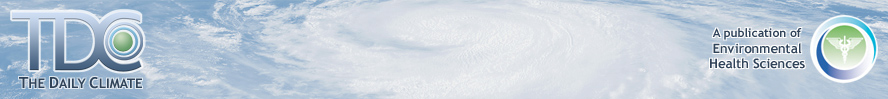 TDC
THE DAILY CLIMATE
A publication of
Environmental
Health Sciences